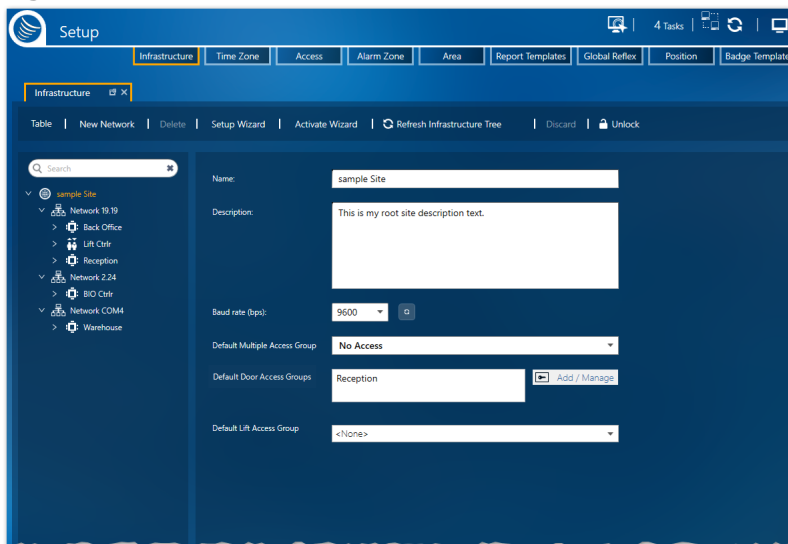 Setup
4 Tasks
Infrastructure Time Zone Access Alarm Zone Area Report Templates Global Reflex Position Badge Template
Infrastructure
Table New Network Delete Setup Wizard Activate Wizard Refresh Infrastructure Tree Discard Unlock
Search
sample Site
Network 19.19
Back Office
Lift Ctrlr
Reception
Network 2.24
BIO Ctrlr
Network COM4
Warehouse
Name: sample Site
Description: This is my root site description text.
Baud rate (bps): 9600
Default Multiple Access Group No Access
Default Door Access Groups Reception Add / Manage
Default Lift Access Group <None>